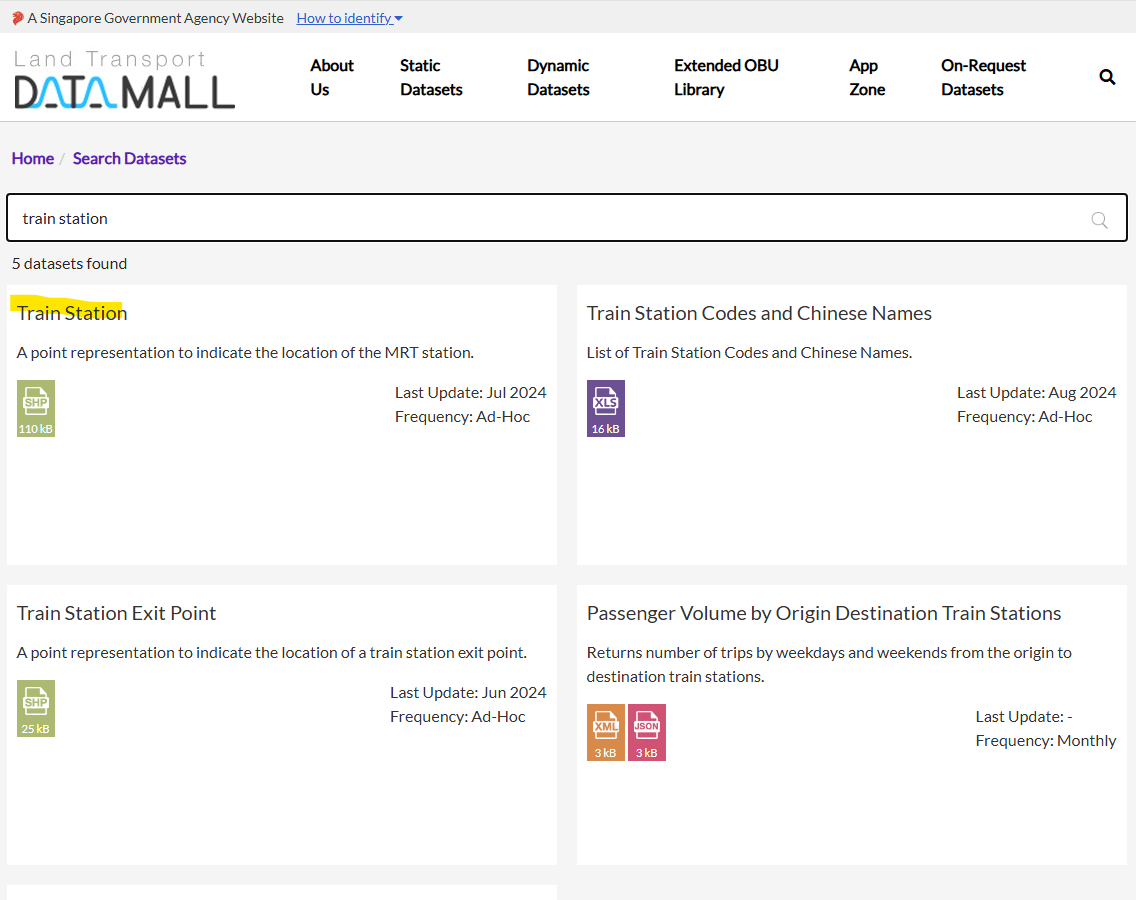 A Singapore Government Agency Website How to identify
Land Transport
DATAMALL
About Us
Static Datasets
Dynamic Datasets
Extended OBU Library
App Zone
On-Request Datasets
Home / Search Datasets
train station
5 datasets found
Train Station
A point representation to indicate the location of the MRT station.
SHP
110 kB
Last Update: Jul 2024
Frequency: Ad-Hoc
Train Station Codes and Chinese Names
List of Train Station Codes and Chinese Names.
XLS
16 kB
Last Update: Aug 2024
Frequency: Ad-Hoc
Train Station Exit Point
A point representation to indicate the location of a train station exit point.
SHP
25 kB
Last Update: Jun 2024
Frequency: Ad-Hoc
Passenger Volume by Origin Destination Train Stations
Returns number of trips by weekdays and weekends from the origin to
destination train stations.
XML
3 kB
JSON
3 kB
Last Update: -
Frequency: Monthly